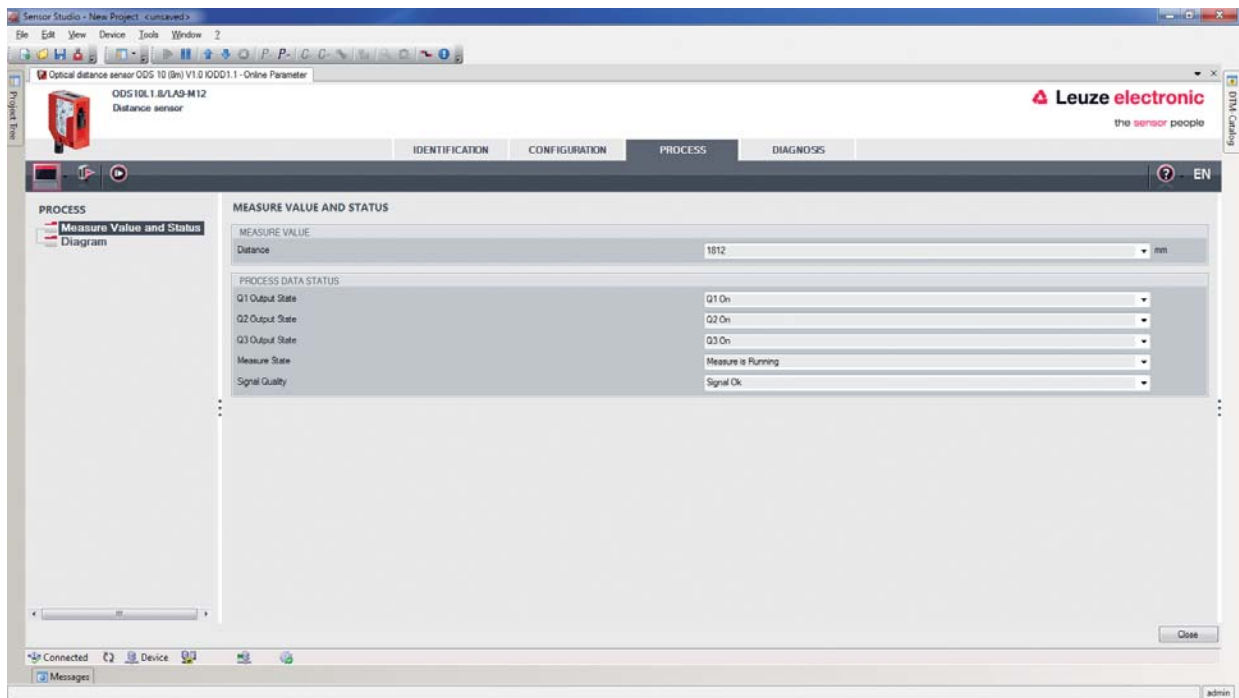 Sensor Studio - New Project <unsaved>
File Edit View Device Tools Window ?
Optical distance sensor ODS 10 (8m) V1.0 IODD1.1 - Online Parameter
Project Tree
DTM-Catalog
ODS10L1.8/LA9-M12
Distance sensor
Leuze electronic
the sensor people
IDENTIFICATION CONFIGURATION PROCESS DIAGNOSIS
EN
PROCESS
Measure Value and Status
Diagram
MEASURE VALUE AND STATUS
MEASURE VALUE
Distance 1812 mm
PROCESS DATA STATUS
Q1 Output State Q1 On
Q2 Output State Q2 On
Q3 Output State Q3 On
Measure State Measure is Running
Signal Quality Signal Ok
Close
Connected Device
Messages
admin